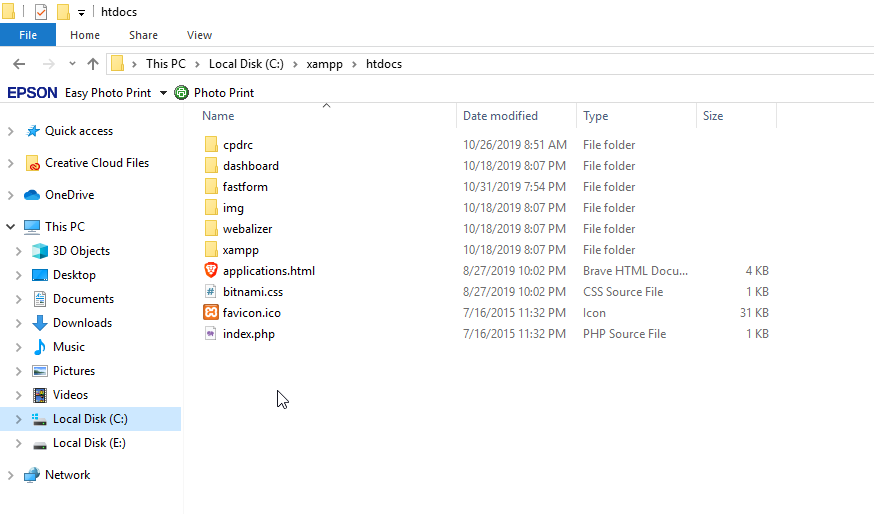 htdocs
File Home Share View
This PC Local Disk (C:) xampp htdocs
EPSON Easy Photo Print Photo Print
Name Date modified Type Size
Quick access
Creative Cloud Files
OneDrive
This PC
3D Objects
Desktop
Documents
Downloads
Music
Pictures
Videos
Local Disk (C:)
Local Disk (E:)
Network
cpdrc 10/26/2019 8:51 AM File folder
dashboard 10/18/2019 8:07 PM File folder
fastform 10/31/2019 7:54 PM File folder
img 10/18/2019 8:07 PM File folder
webalizer 10/18/2019 8:07 PM File folder
xampp 10/18/2019 8:07 PM File folder
applications.html 8/27/2019 10:02 PM Brave HTML Docu... 4 KB
bitnami.css 8/27/2019 10:02 PM CSS Source File 1 KB
favicon.ico 7/16/2015 11:32 PM Icon 31 KB
index.php 7/16/2015 11:32 PM PHP Source File 1 KB